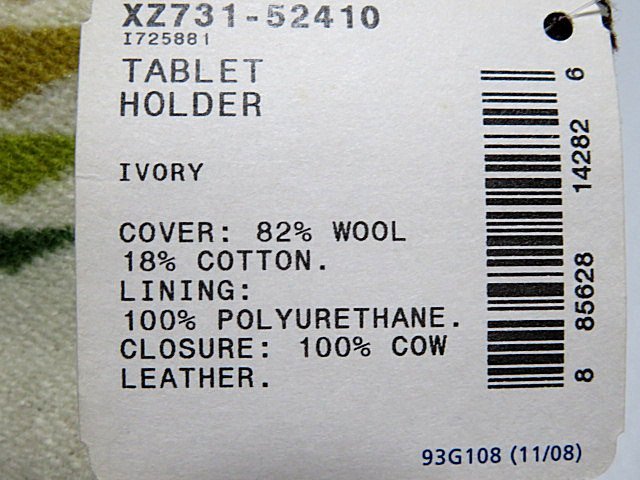 XZ731-52410
I725881
TABLET
HOLDER
IVORY
COVER: 82% WOOL
18% COTTON.
LINING:
100% POLYURETHANE.
CLOSURE: 100% COW
LEATHER.
8 85628 14282 6
93G108 (11/08)